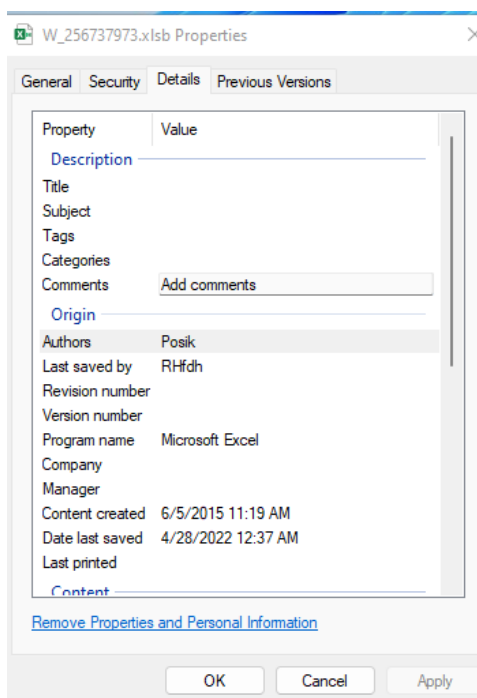 W_256737973.xlsb Properties
General Security Details Previous Versions
Property Value
Description
Title
Subject
Tags
Categories
Comments Add comments
Origin
Authors Posik
Last saved by RHfdh
Revision number
Version number
Program name Microsoft Excel
Company
Manager
Content created 6/5/2015 11:19 AM
Date last saved 4/28/2022 12:37 AM
Last printed
Content
Remove Properties and Personal Information
OK Cancel Apply